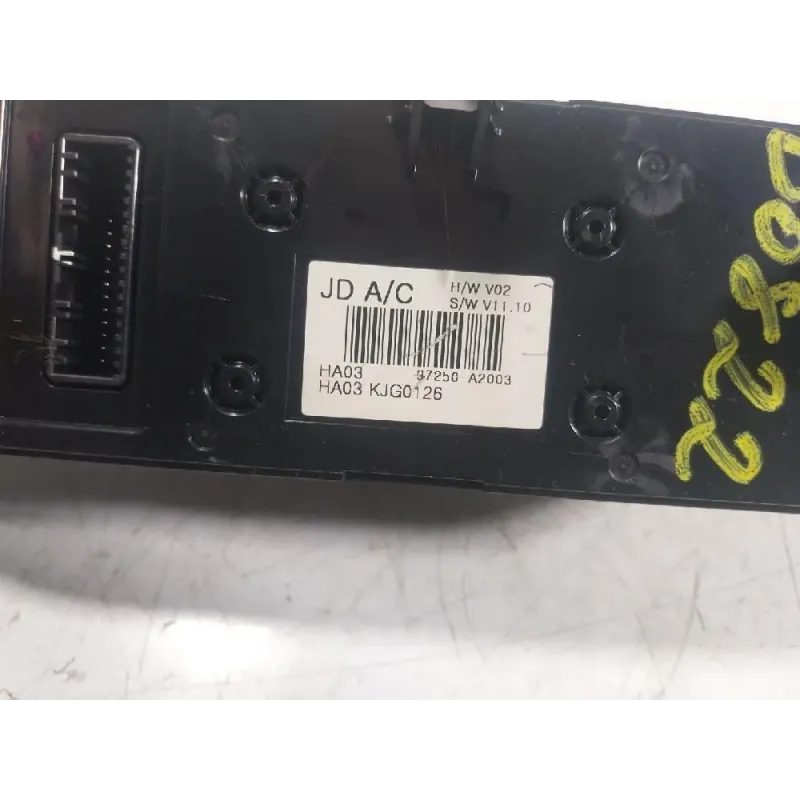 JD A/C
H/W V02
S/W V11.10
HA03 97250 A2003
HA03 KJG0126